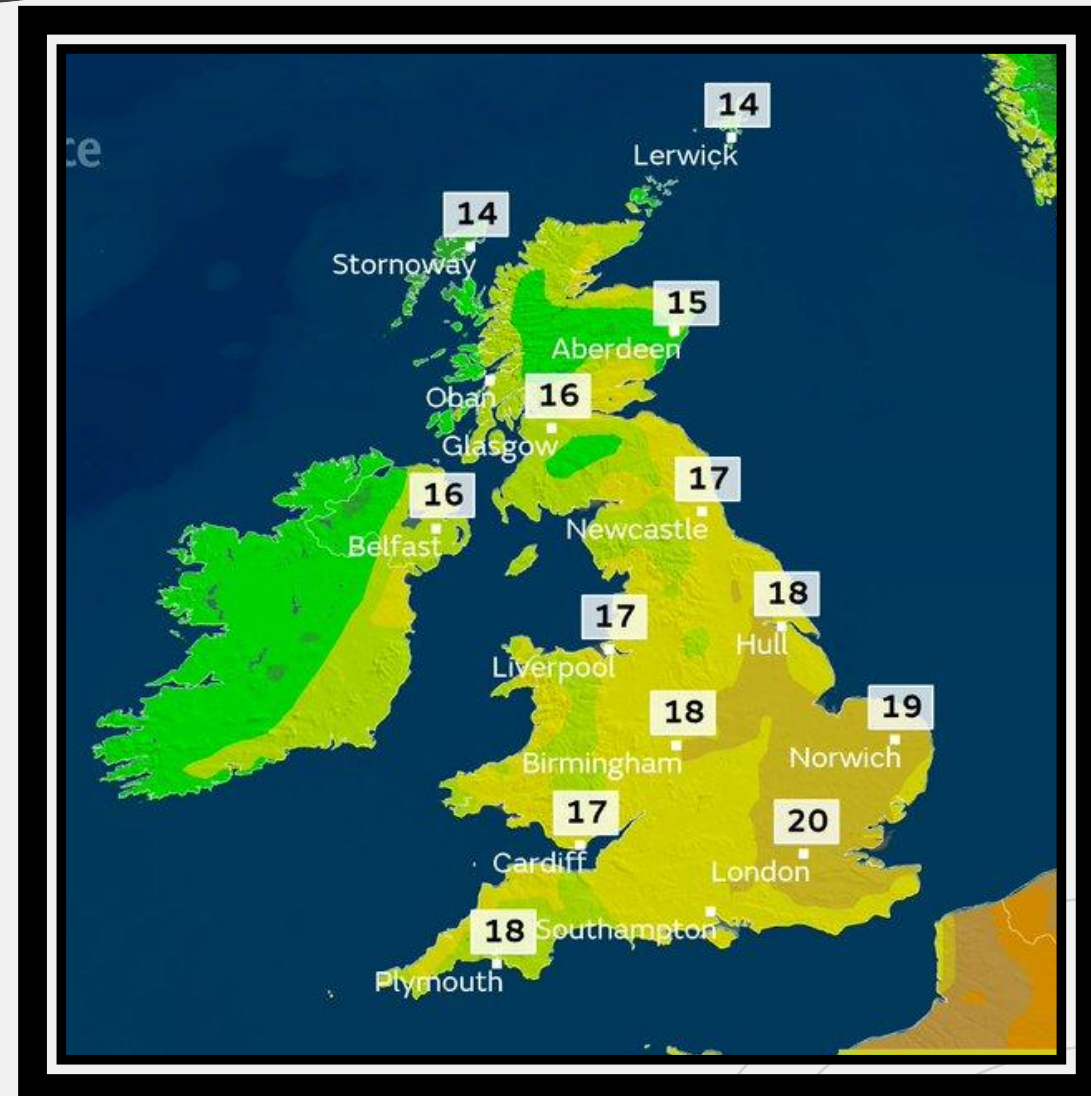 14
Lerwick
ce
14
Stornoway
15
Aberdeen
Oban
16
Glasgow
16
Belfast
17
Newcastle
18
Hull
17
Liverpool
18
Birmingham
19
Norwich
17
Cardiff
20
London
18
Southampton
Plymouth